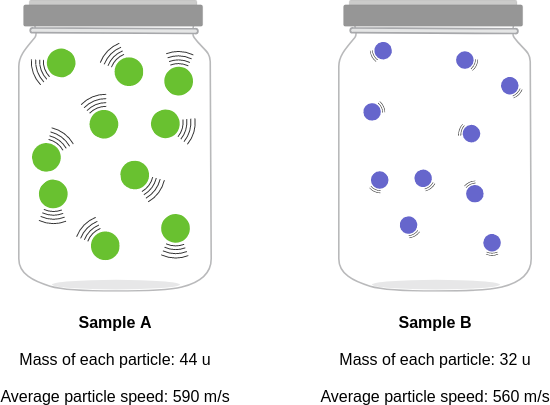 Sample A
Mass of each particle: 44 u
Average particle speed: 590 m/s
Sample B
Mass of each particle: 32 u
Average particle speed: 560 m/s